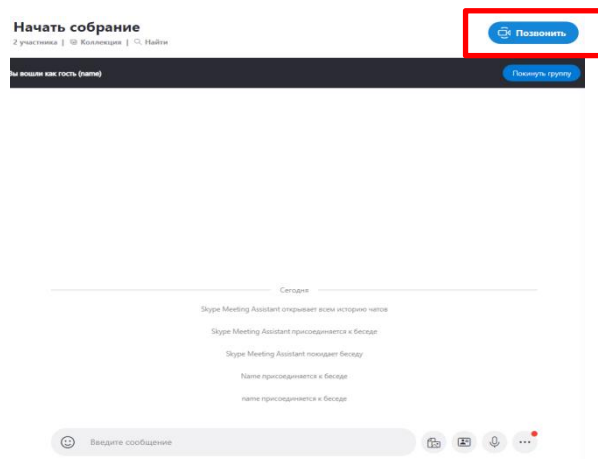 Начать собрание
Позвонить
2 участника | Коллекция | Найти
Вы вошли как гость (name)
Покинуть группу
Сегодня
Skype Meeting Assistant открывает всем историю чатов
Skype Meeting Assistant присоединяется к беседе
Skype Meeting Assistant покидает беседу
Name присоединяется к беседе
name присоединяется к беседе
Введите сообщение